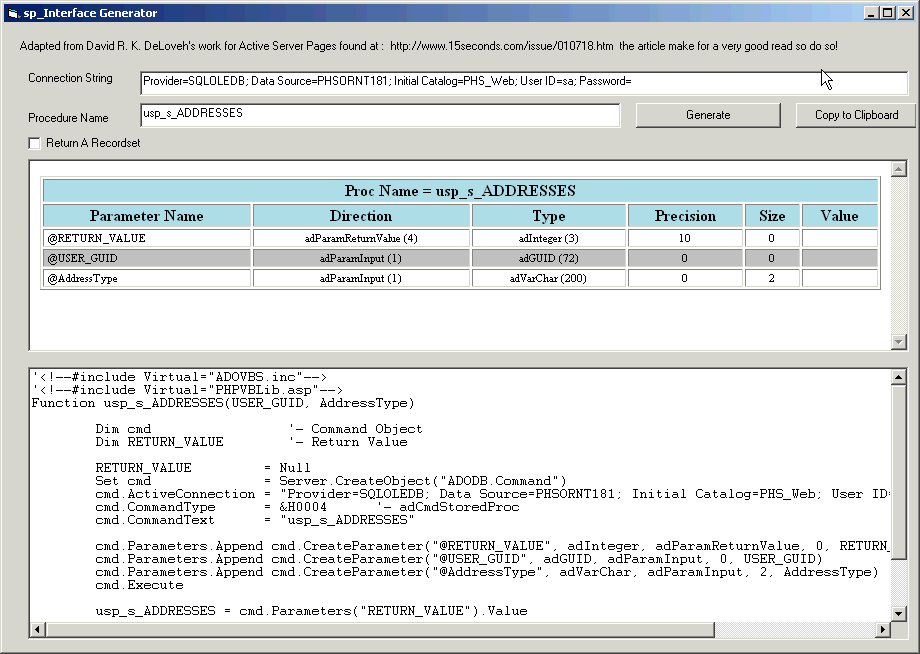 sp_Interface Generator
Adapted from David R. K. DeLoveh's work for Active Server Pages found at : http://www.15seconds.com/issue/010718.htm the article make for a very good read so do so!
Connection String Provider=SQLOLEDB; Data Source=PHSORNT181; Initial Catalog=PHS_Web; User ID=sa; Password=
Procedure Name usp_s_ADDRESSES Generate Copy to Clipboard
Return A Recordset
Proc Name = usp_s_ADDRESSES
Parameter Name Direction Type Precision Size Value
@RETURN_VALUE adParamReturnValue (4) adInteger (3) 10 0
@USER_GUID adParamInput (1) adGUID (72) 0 0
@AddressType adParamInput (1) adVarChar (200) 0 2
'<!--#include Virtual="ADOVBS.inc"-->
'<!--#include Virtual="PHPVBLib.asp"-->
Function usp_s_ADDRESSES(USER_GUID, AddressType)
Dim cmd '- Command Object
Dim RETURN_VALUE '- Return Value
RETURN_VALUE = Null
Set cmd = Server.CreateObject("ADODB.Command")
cmd.ActiveConnection = "Provider=SQLOLEDB; Data Source=PHSORNT181; Initial Catalog=PHS_Web; User ID=
cmd.CommandType = &H0004 '- adCmdStoredProc
cmd.CommandText = "usp_s_ADDRESSES"
cmd.Parameters.Append cmd.CreateParameter("@RETURN_VALUE", adInteger, adParamReturnValue, 0, RETURN_
cmd.Parameters.Append cmd.CreateParameter("@USER_GUID", adGUID, adParamInput, 0, USER_GUID)
cmd.Parameters.Append cmd.CreateParameter("@AddressType", adVarChar, adParamInput, 2, AddressType)
cmd.Execute
usp_s_ADDRESSES = cmd.Parameters("RETURN_VALUE").Value